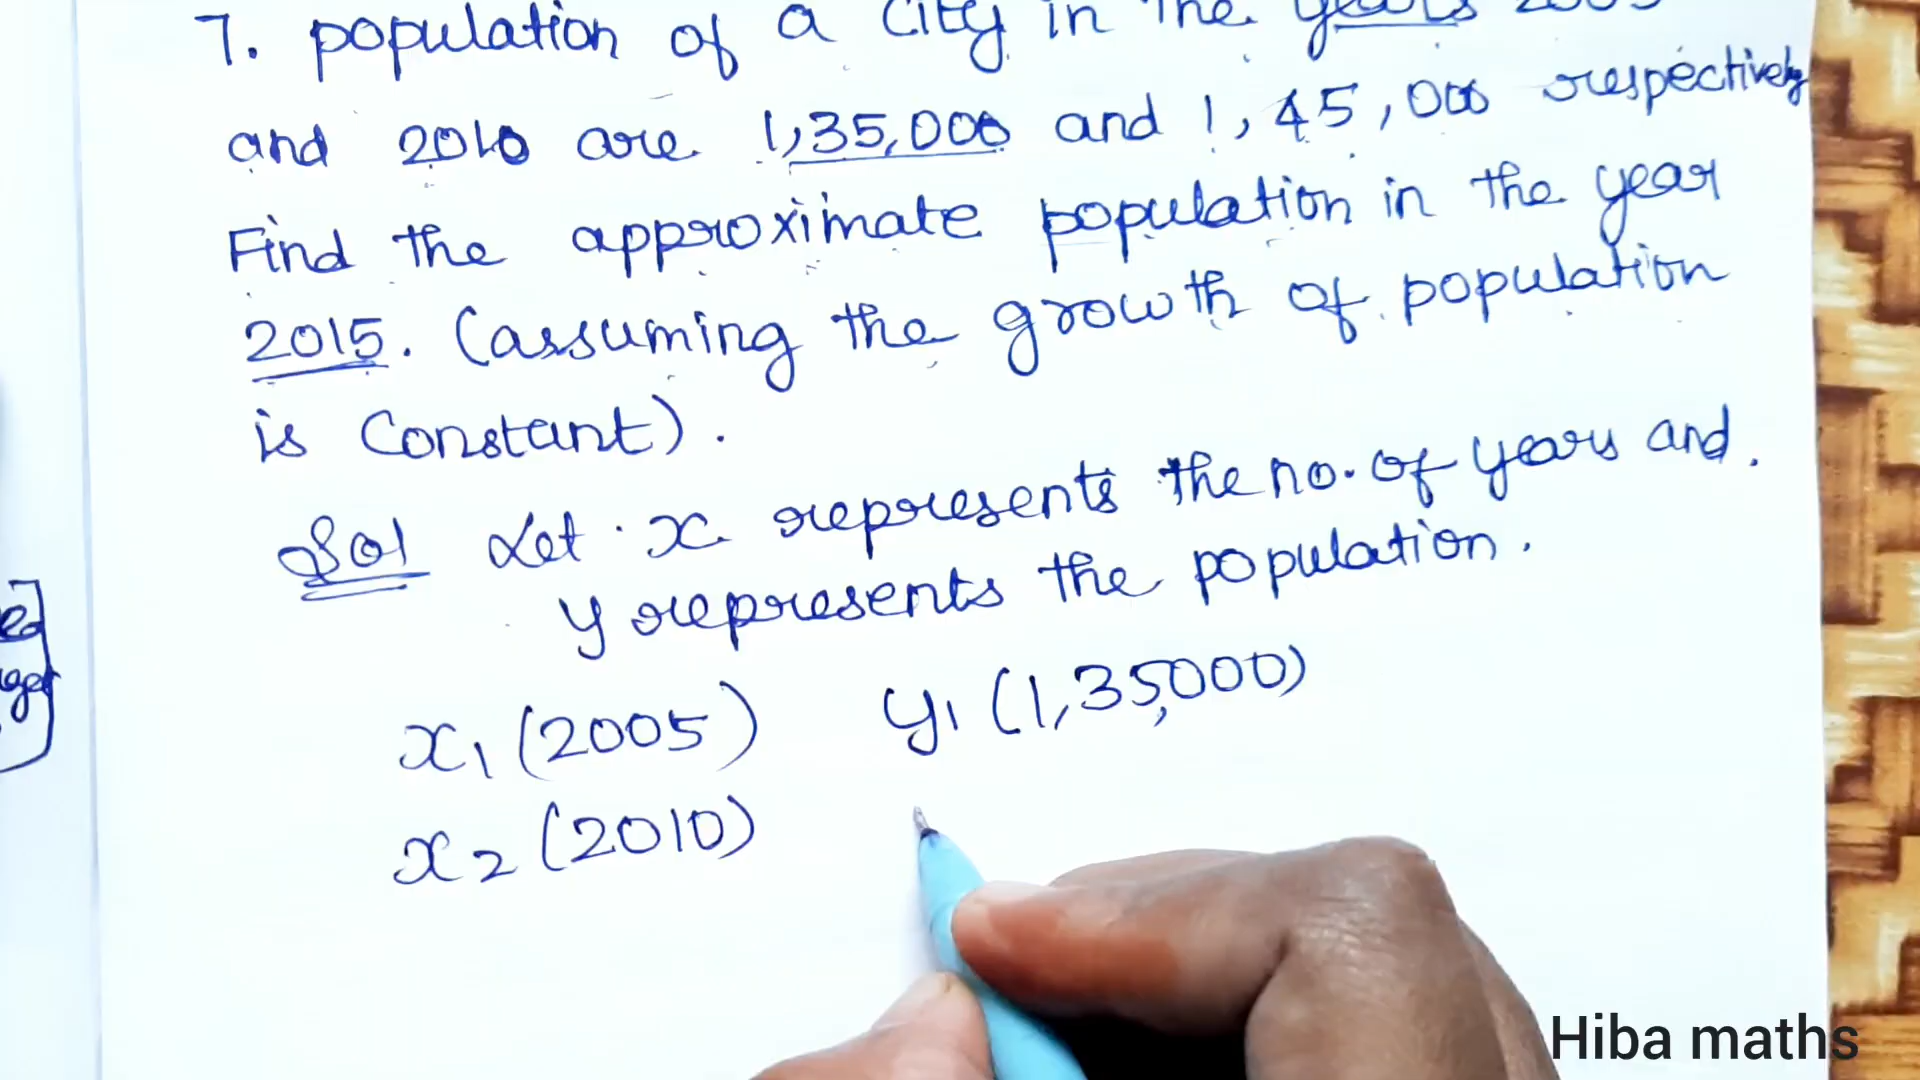 7. population of a city in the years 2005
and 2010 are 1,35,000 and 1,45,000 respectively
Find the approximate population in the year
2015. (assuming the growth of population
is Constant).
Sol Let x represents the no. of years and
y represents the population.
x1 (2005) y1 (1,35,000)
x2 (2010)
Hiba maths